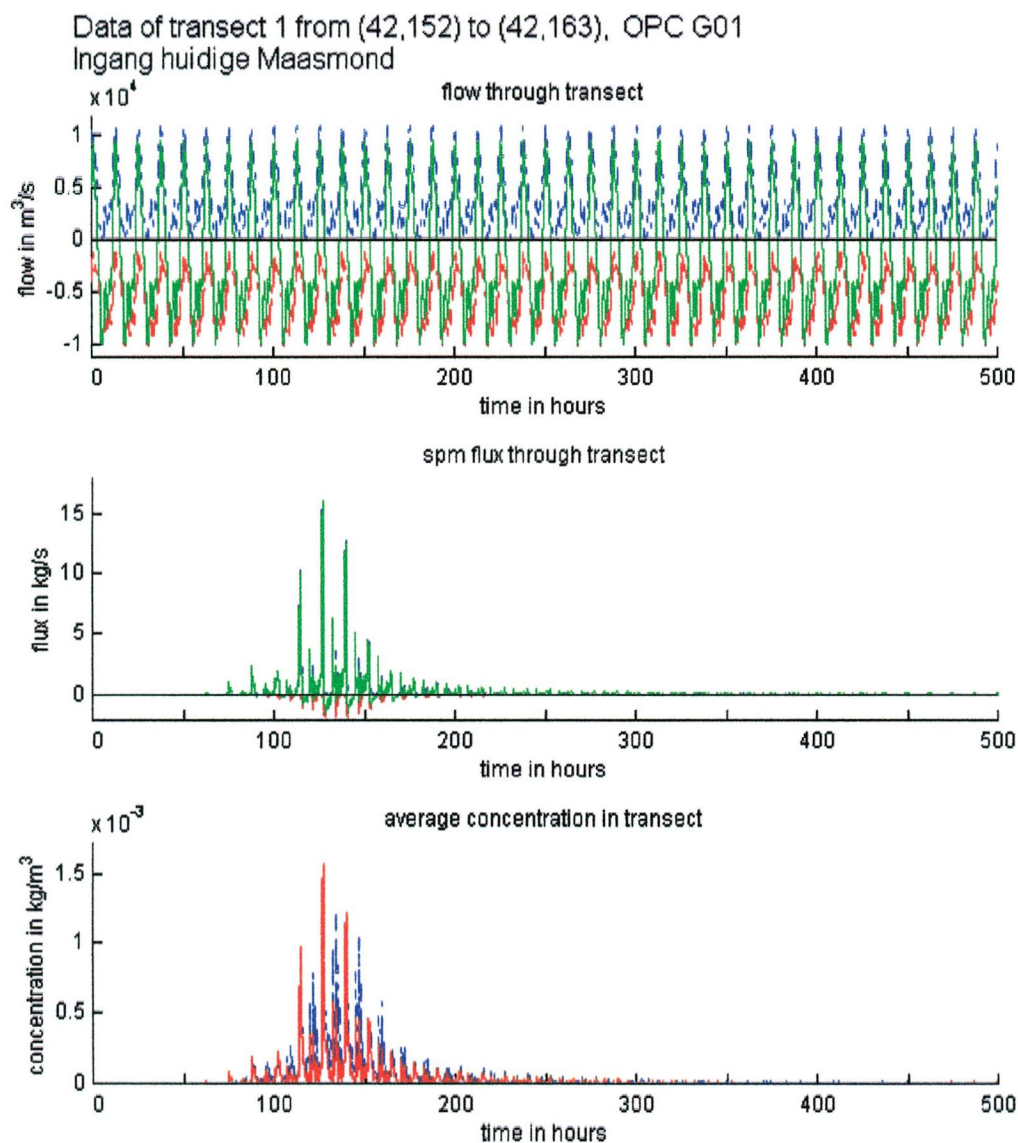 Data of transect 1 from (42,152) to (42,163), OPC G01
Ingang huidige Maasmond
x 10⁴
flow through transect
1
0.5
0
-0.5
-1
flow in m³/s
0 100 200 300 400 500
time in hours
spm flux through transect
15
10
5
0
flux in kg/s
0 100 200 300 400 500
time in hours
x 10⁻³
average concentration in transect
1.5
1
0.5
0
concentration in kg/m³
0 100 200 300 400 500
time in hours